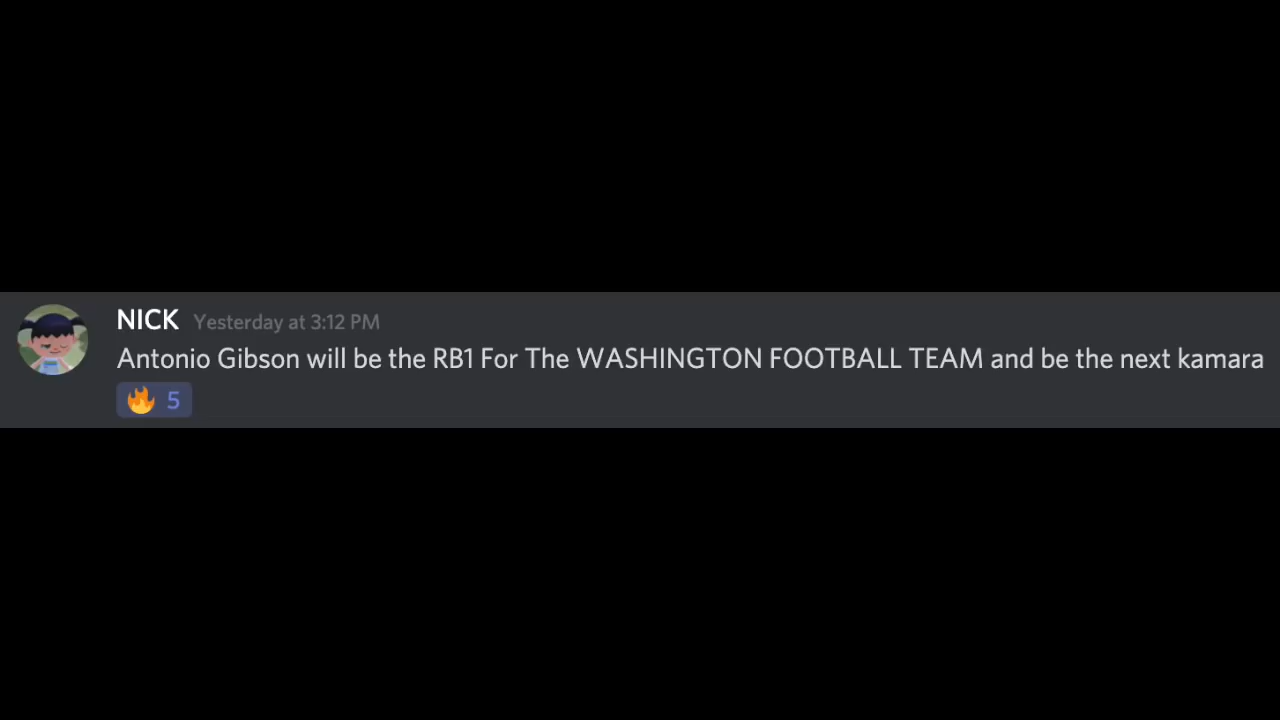 NICK Yesterday at 3:12 PM
Antonio Gibson will be the RB1 For The WASHINGTON FOOTBALL TEAM and be the next kamara
🔥 5